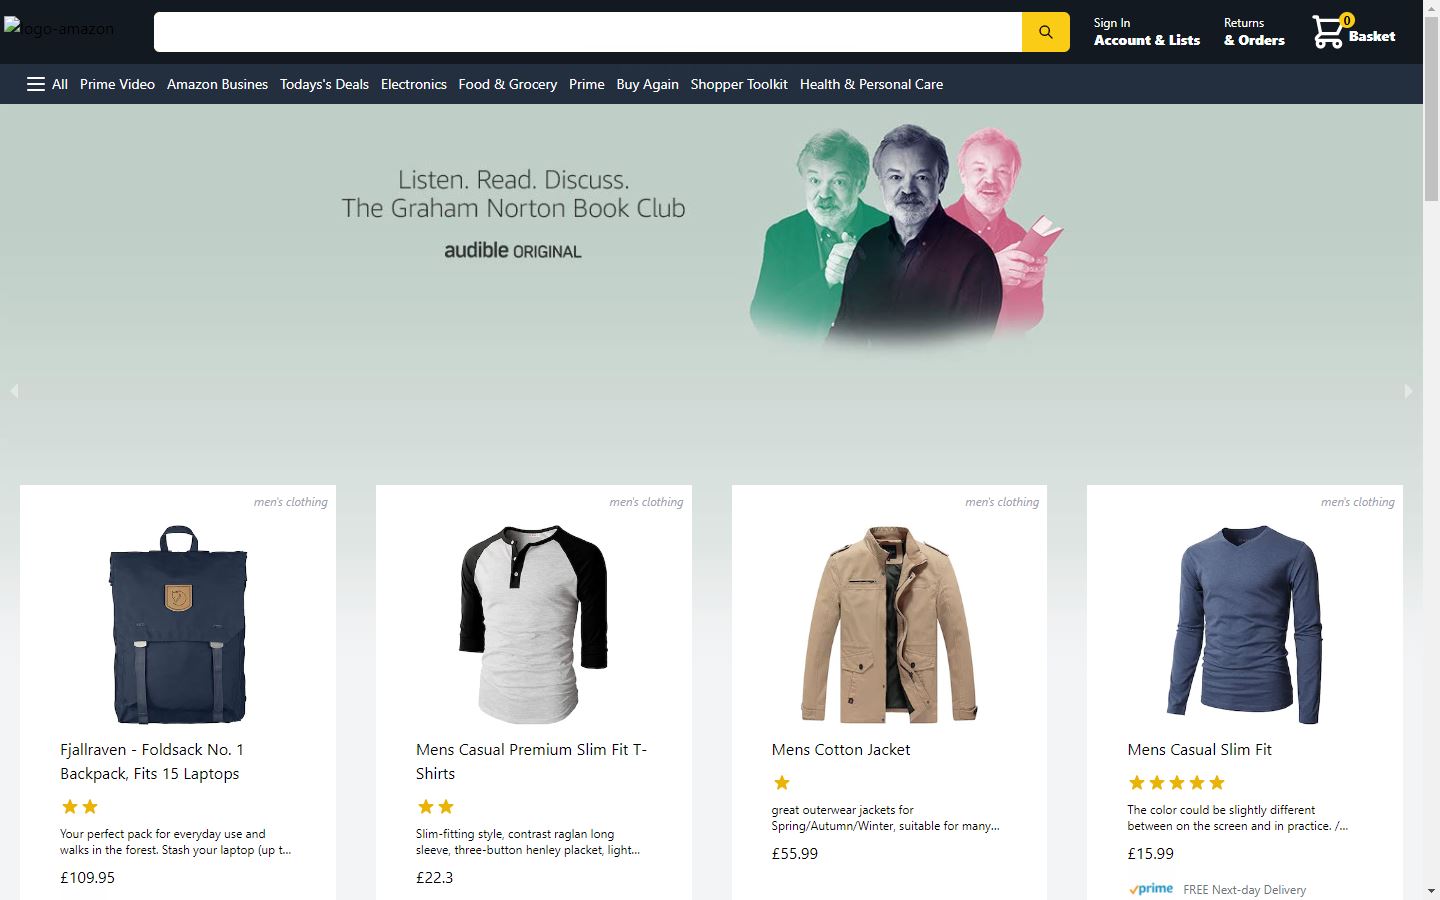 logo-amazon
Sign In
Account & Lists
Returns
& Orders
0
Basket
All Prime Video Amazon Busines Todays's Deals Electronics Food & Grocery Prime Buy Again Shopper Toolkit Health & Personal Care
Listen. Read. Discuss.
The Graham Norton Book Club
audible ORIGINAL
men's clothing
Fjallraven - Foldsack No. 1
Backpack, Fits 15 Laptops
Your perfect pack for everyday use and
walks in the forest. Stash your laptop (up t...
£109.95
men's clothing
Mens Casual Premium Slim Fit T-
Shirts
Slim-fitting style, contrast raglan long
sleeve, three-button henley placket, light...
£22.3
men's clothing
Mens Cotton Jacket
great outerwear jackets for
Spring/Autumn/Winter, suitable for many...
£55.99
men's clothing
Mens Casual Slim Fit
The color could be slightly different
between on the screen and in practice. /...
£15.99
prime FREE Next-day Delivery